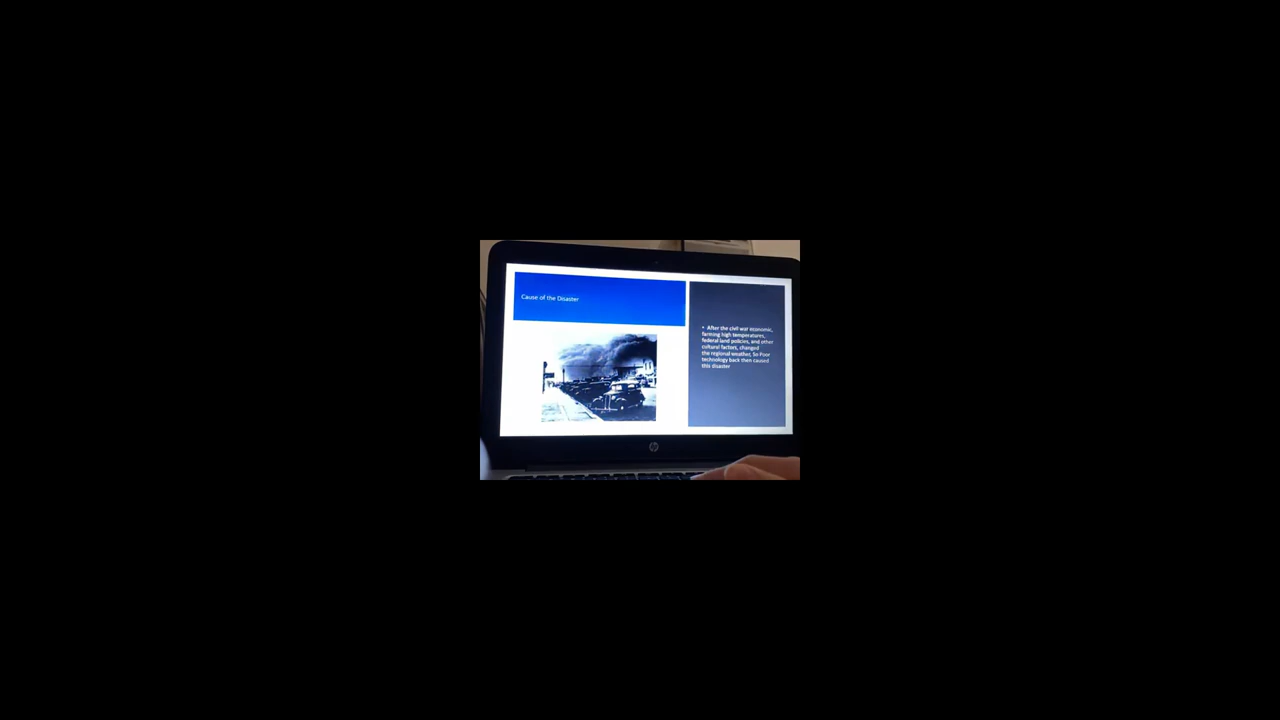 Cause of the Disaster
• After the civil war economic,
farming high temperatures,
federal land policies, and other
cultural factors, changed
the regional weather, So Poor
technology back then caused
this disaster
hp